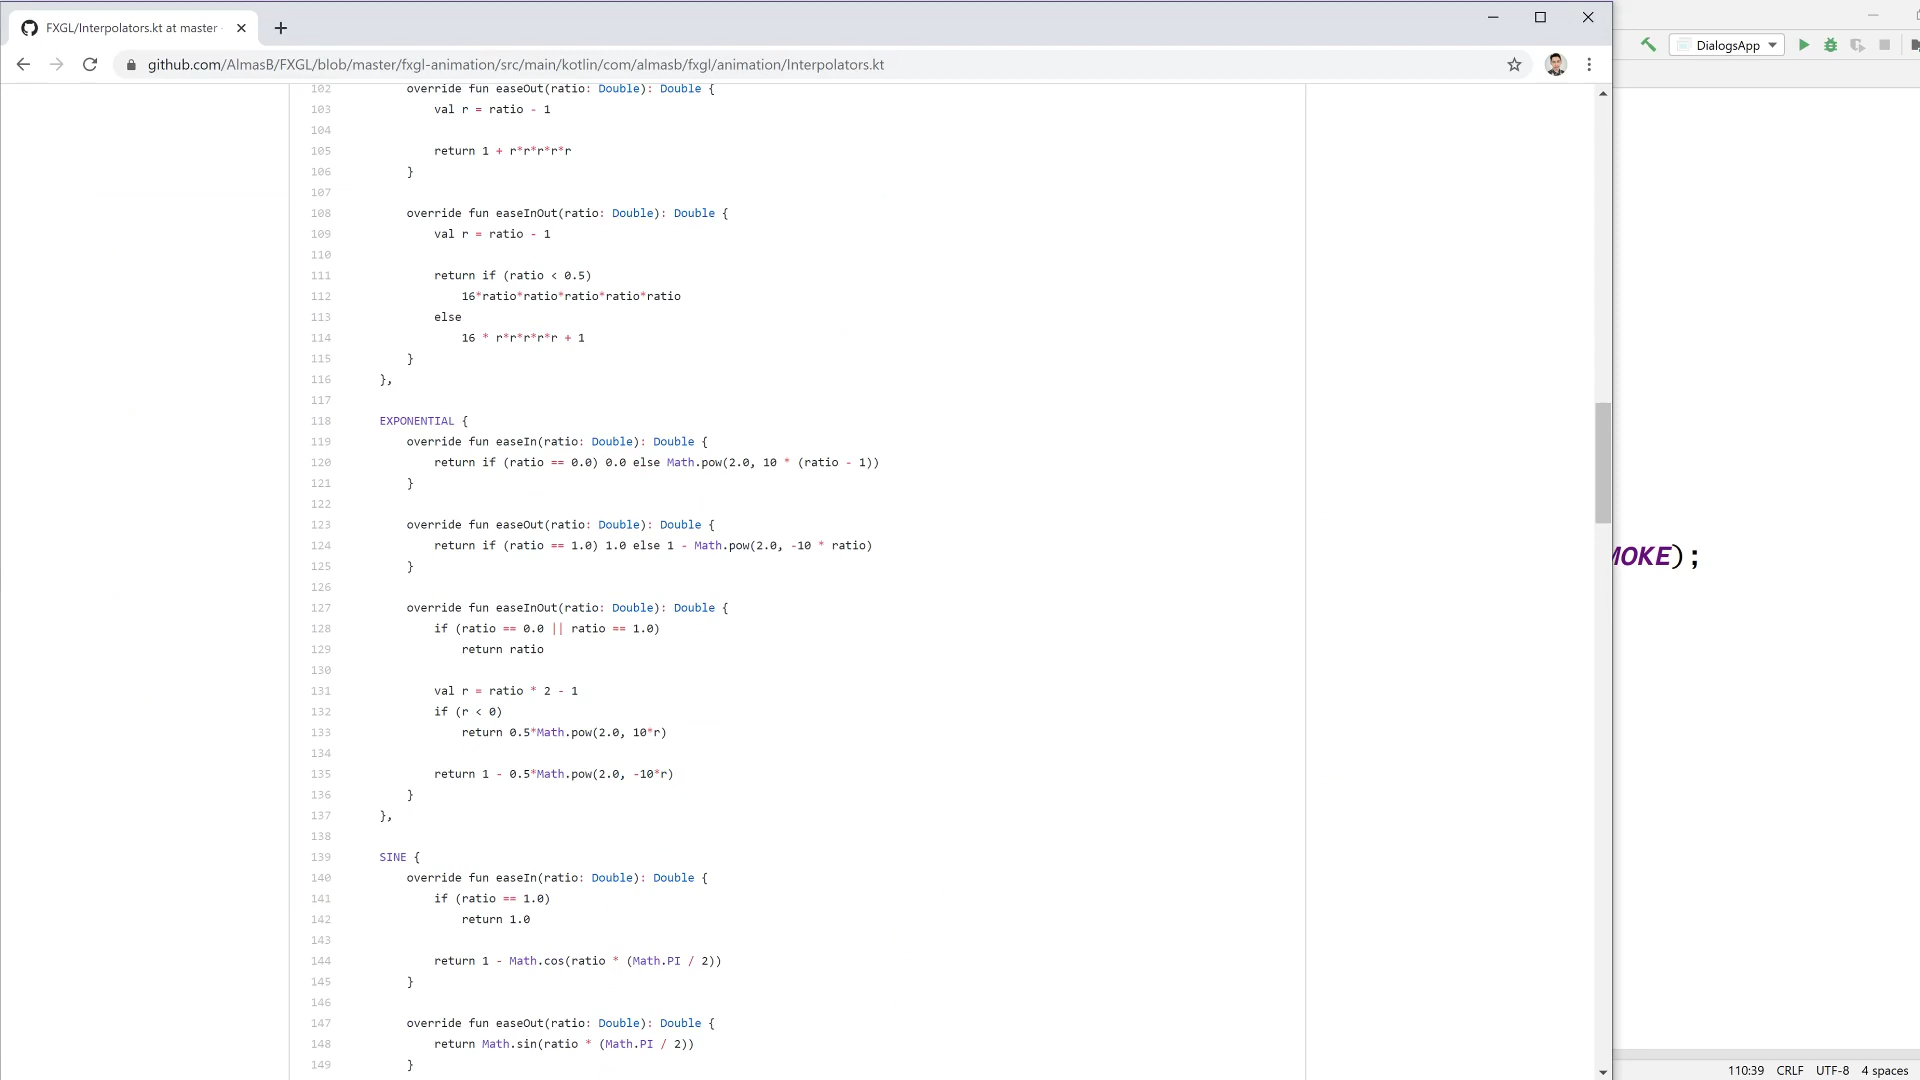 FXGL/Interpolators.kt at master
DialogsApp
github.com/AlmasB/FXGL/blob/master/fxgl-animation/src/main/kotlin/com/almasb/fxgl/animation/Interpolators.kt
102 override fun easeOut(ratio: Double): Double {
103 val r = ratio - 1
104
105 return 1 + r*r*r*r*r
106 }
107
108 override fun easeInOut(ratio: Double): Double {
109 val r = ratio - 1
110
111 return if (ratio < 0.5)
112 16*ratio*ratio*ratio*ratio*ratio
113 else
114 16 * r*r*r*r*r + 1
115 }
116 },
117
118 EXPONENTIAL {
119 override fun easeIn(ratio: Double): Double {
120 return if (ratio == 0.0) 0.0 else Math.pow(2.0, 10 * (ratio - 1))
121 }
122
123 override fun easeOut(ratio: Double): Double {
124 return if (ratio == 1.0) 1.0 else 1 - Math.pow(2.0, -10 * ratio)
125 }
126
127 override fun easeInOut(ratio: Double): Double {
128 if (ratio == 0.0 || ratio == 1.0)
129 return ratio
130
131 val r = ratio * 2 - 1
132 if (r < 0)
133 return 0.5*Math.pow(2.0, 10*r)
134
135 return 1 - 0.5*Math.pow(2.0, -10*r)
136 }
137 },
138
139 SINE {
140 override fun easeIn(ratio: Double): Double {
141 if (ratio == 1.0)
142 return 1.0
143
144 return 1 - Math.cos(ratio * (Math.PI / 2))
145 }
146
147 override fun easeOut(ratio: Double): Double {
148 return Math.sin(ratio * (Math.PI / 2))
149 }
MOKE);
110:39 CRLF UTF-8 4 spaces